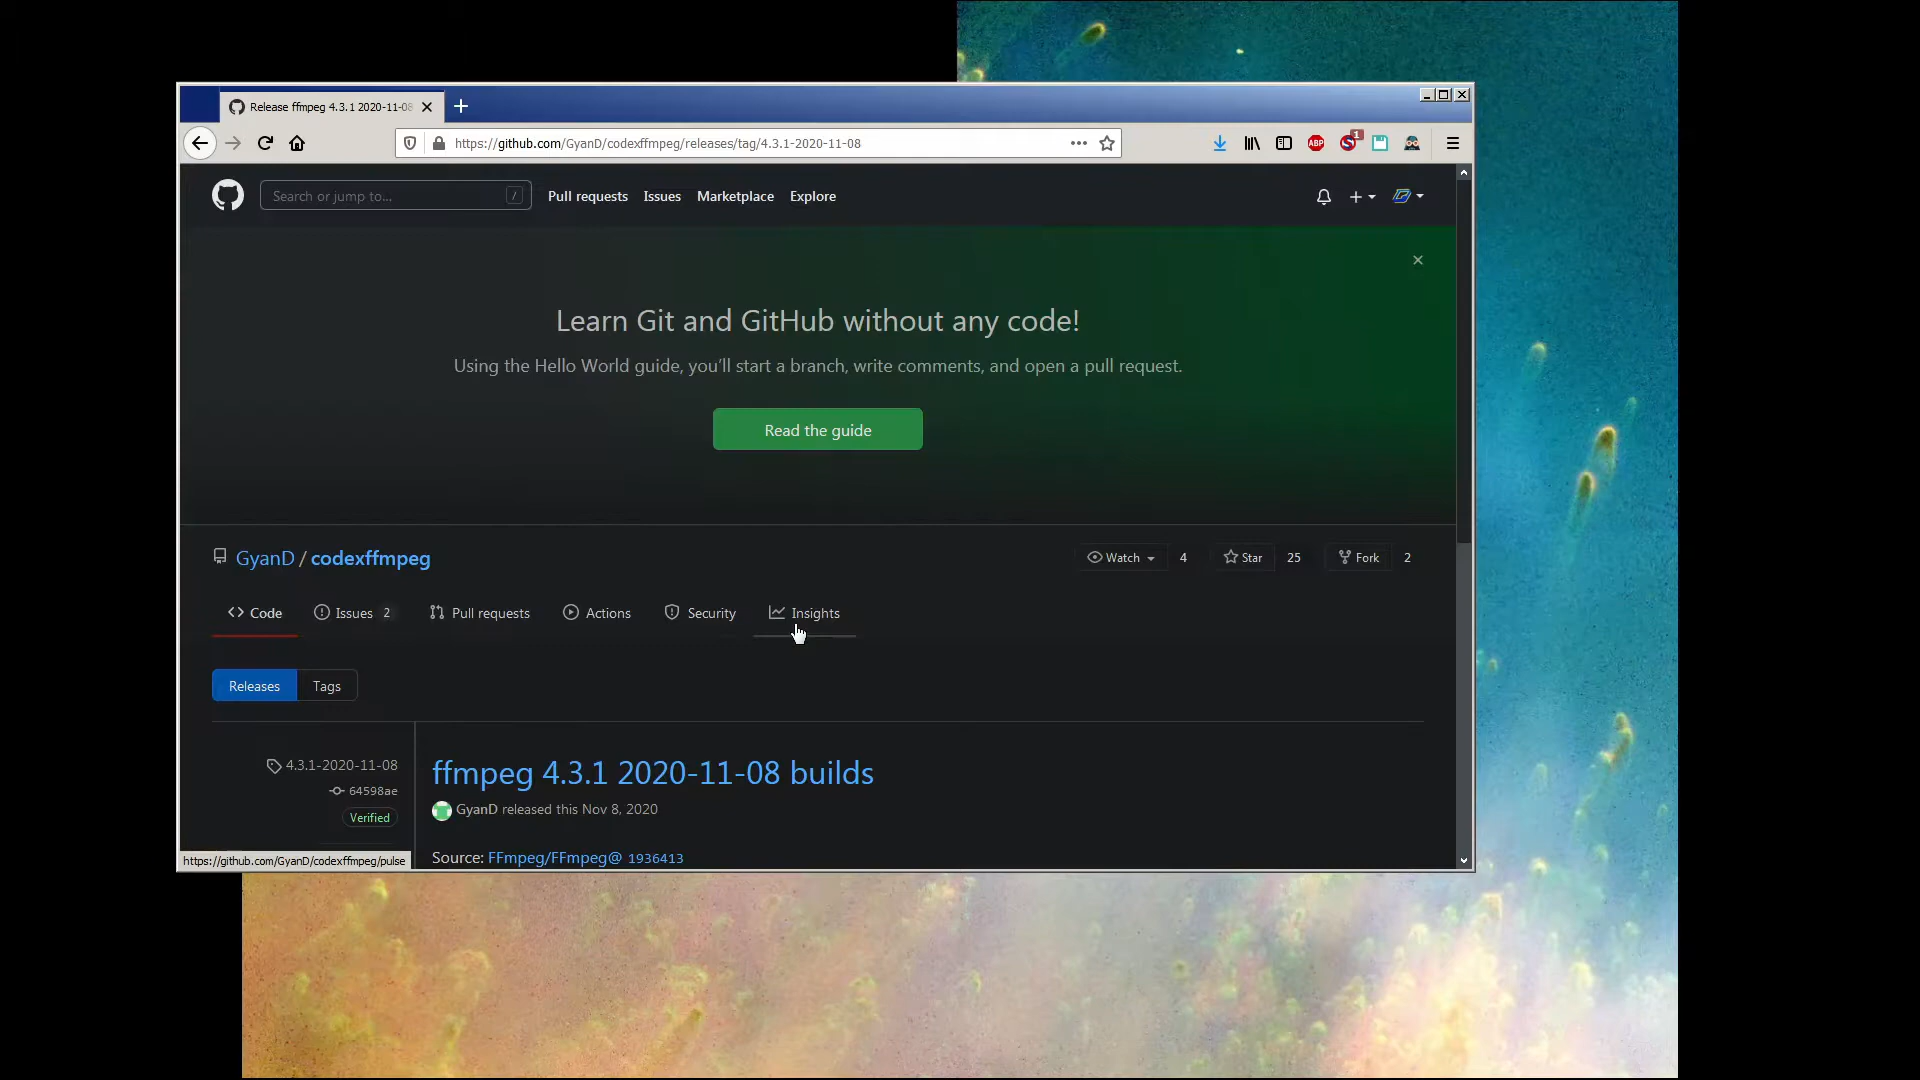 Release ffmpeg 4.3.1 2020-11-08
https://github.com/GyanD/codexffmpeg/releases/tag/4.3.1-2020-11-08
ABP
1
Search or jump to...
/
Pull requests
Issues
Marketplace
Explore
Learn Git and GitHub without any code!
Using the Hello World guide, you’ll start a branch, write comments, and open a pull request.
Read the guide
GyanD / codexffmpeg
Watch 4
Star 25
Fork 2
Code
Issues 2
Pull requests
Actions
Security
Insights
Releases
Tags
4.3.1-2020-11-08
64598ae
Verified
ffmpeg 4.3.1 2020-11-08 builds
GyanD released this Nov 8, 2020
Source: FFmpeg/FFmpeg@ 1936413
https://github.com/GyanD/codexffmpeg/pulse